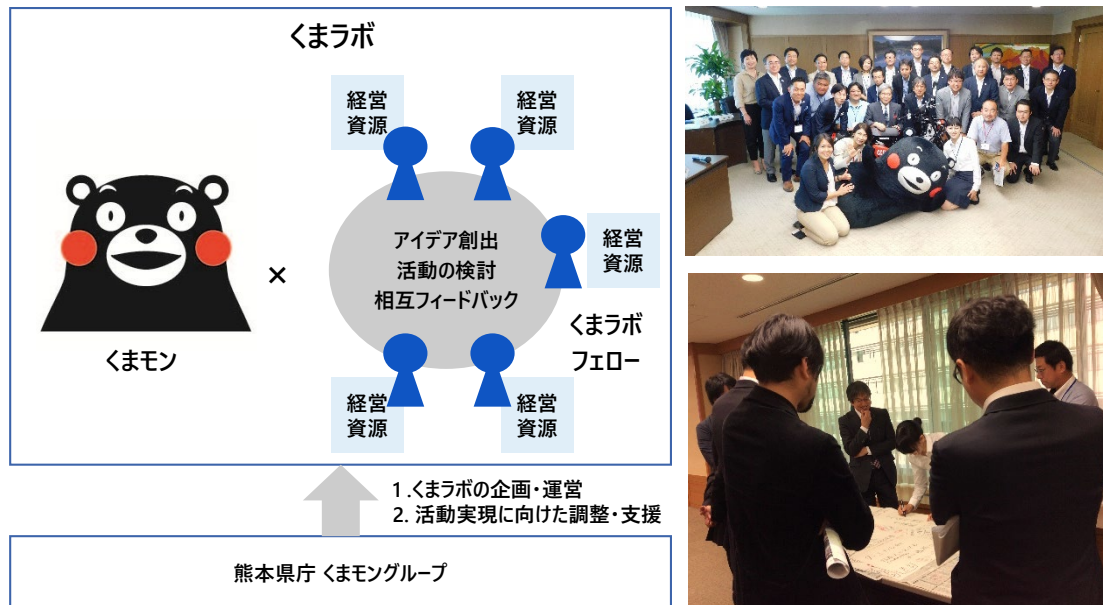 くまラボ
経営
資源
経営
資源
アイデア創出
活動の検討
相互フィードバック
経営
資源
くまモン
×
くまラボ
フェロー
経営
資源
経営
資源
1.くまラボの企画・運営
2. 活動実現に向けた調整・支援
熊本県庁 くまモングループ